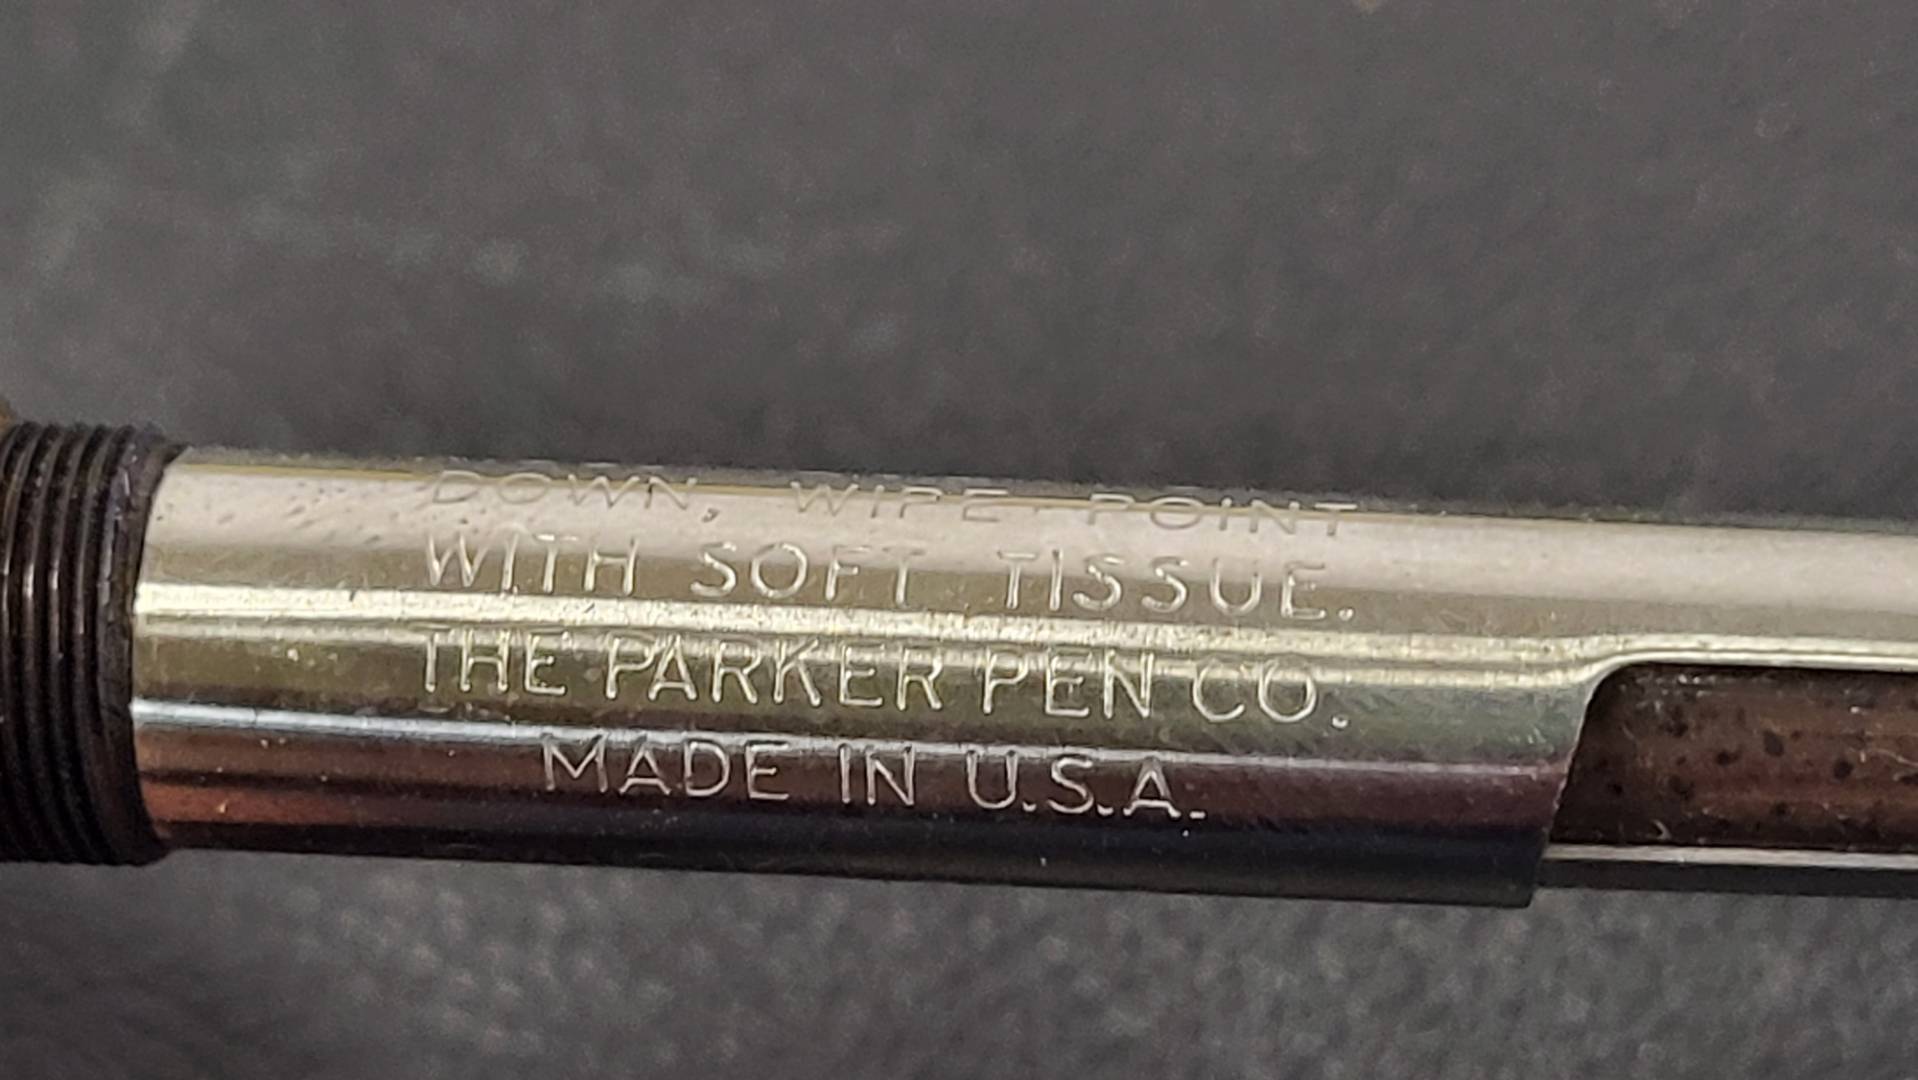 DOWN, WIPE POINT
WITH SOFT TISSUE.
THE PARKER PEN CO.
MADE IN U.S.A.